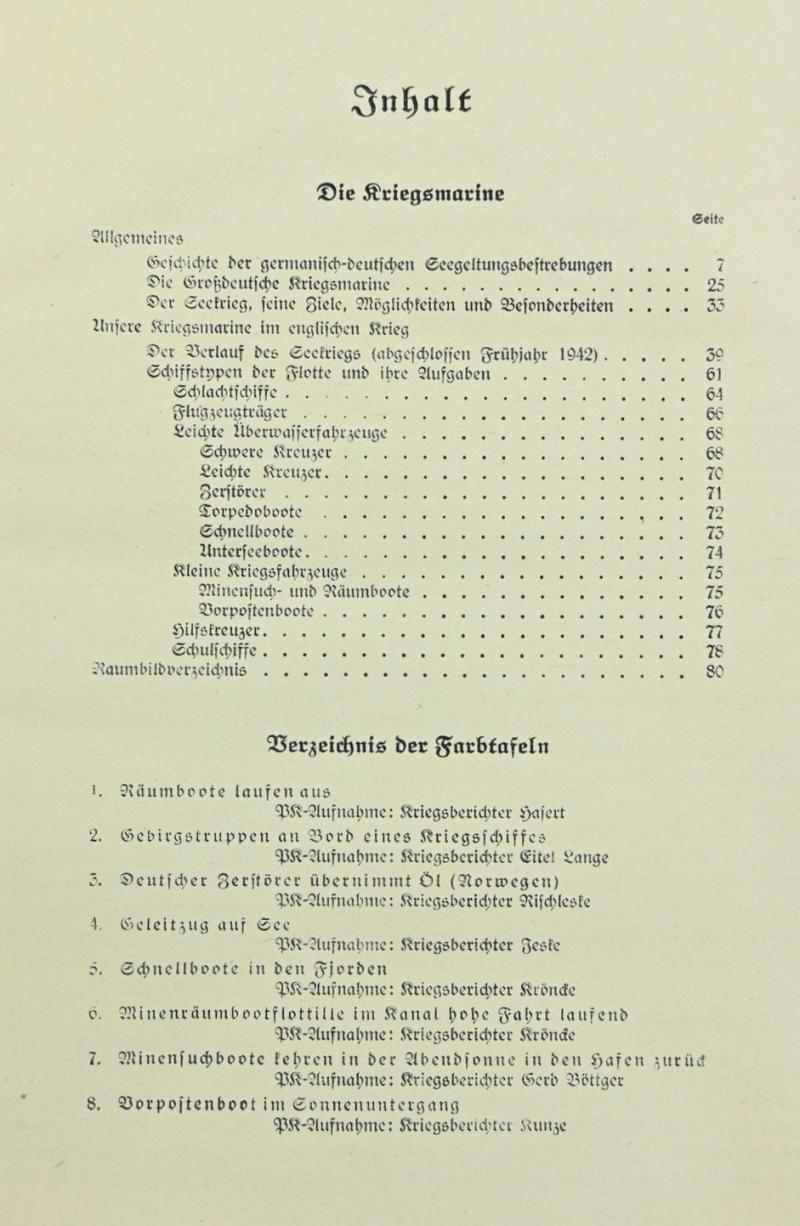 Inhalt
Die Kriegsmarine
Seite
Allgemeines
Geschichte der germanisch-deutschen Seegeltungsbestrebungen . . . . 7
Die Großdeutsche Kriegsmarine . . . . . . . . . . . . . . 25
Der Seekrieg, seine Ziele, Möglichkeiten und Besonderheiten . . . . 33
Unsere Kriegsmarine im englischen Krieg
Der Verlauf des Seekriegs (abgeschlossen Frühjahr 1942) . . . . . 39
Schiffstypen der Flotte und ihre Aufgaben . . . . . . . . . . 61
Schlachtschiffe . . . . . . . . . . . . . . . . . . 64
Flugzeugträger . . . . . . . . . . . . . . . . . . 66
Leichte Überwasserfahrzeuge . . . . . . . . . . . . . 68
Schwere Kreuzer . . . . . . . . . . . . . . . . 68
Leichte Kreuzer . . . . . . . . . . . . . . . . 70
Zerstörer . . . . . . . . . . . . . . . . . . 71
Torpedoboote . . . . . . . . . . . . . . . . . 72
Schnellboote . . . . . . . . . . . . . . . . . 73
Unterseeboote . . . . . . . . . . . . . . . . . 74
Kleine Kriegsfahrzeuge . . . . . . . . . . . . . . . 75
Minensuch- und Räumboote . . . . . . . . . . . . 75
Vorpostenboote . . . . . . . . . . . . . . . . 76
Hilfskreuzer . . . . . . . . . . . . . . . . . . . 77
Schulschiffe . . . . . . . . . . . . . . . . . . . 78
Raumbildverzeichnis . . . . . . . . . . . . . . . . . . 80
Verzeichnis der Farbtafeln
1. Räumboote laufen aus
PK-Aufnahme: Kriegsberichter Hasert
2. Gebirgstruppen an Bord eines Kriegsschiffes
PK-Aufnahme: Kriegsberichter Eitel Lange
3. Deutscher Zerstörer übernimmt Öl (Norwegen)
PK-Aufnahme: Kriegsberichter Rischleske
4. Geleitzug auf See
PK-Aufnahme: Kriegsberichter Jeske
5. Schnellboote in den Fjorden
PK-Aufnahme: Kriegsberichter Kröncke
6. Minenräumbootflottille im Kanal hohe Fahrt laufend
PK-Aufnahme: Kriegsberichter Kröncke
7. Minensuchboote kehren in der Abendsonne in den Hafen zurück
PK-Aufnahme: Kriegsberichter Gerd Böttger
8. Vorpostenboot im Sonnenuntergang
PK-Aufnahme: Kriegsberichter Kunze